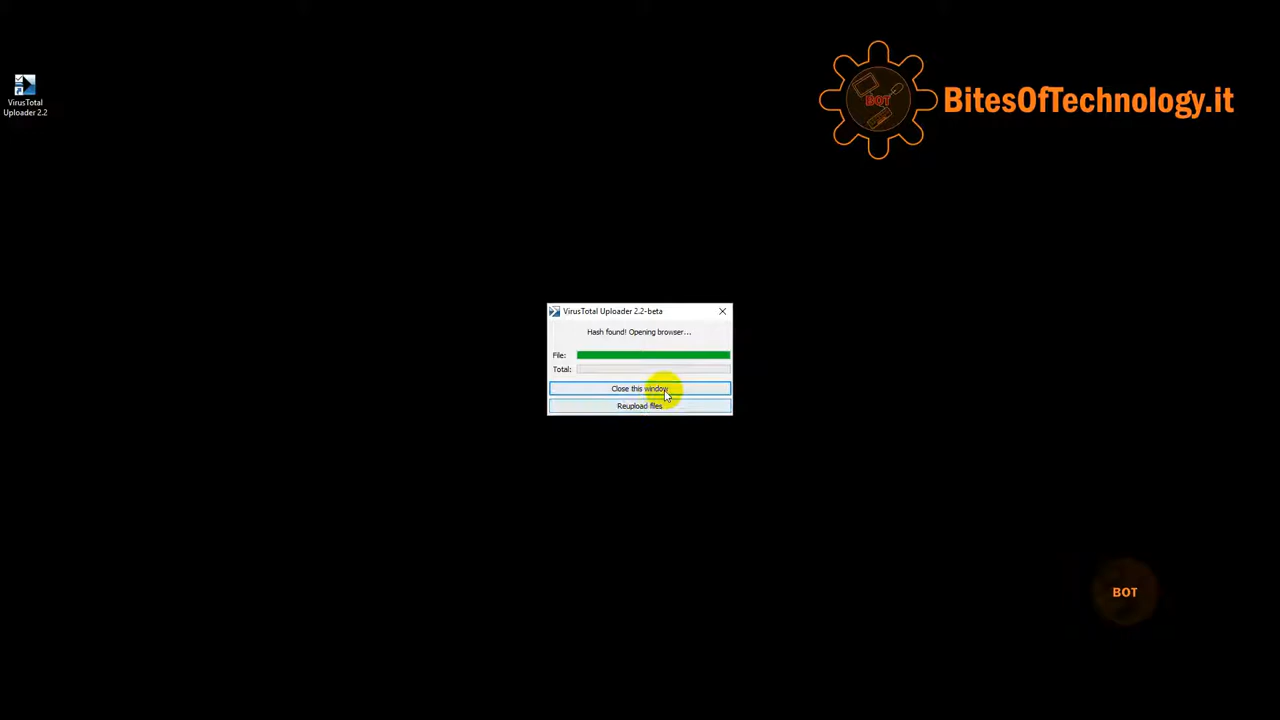 BitesOfTechnology.it
BOT
VirusTotal
Uploader 2.2
VirusTotal Uploader 2.2-beta
Hash found! Opening browser...
File:
Total:
Close this window
Reupload files
BOT